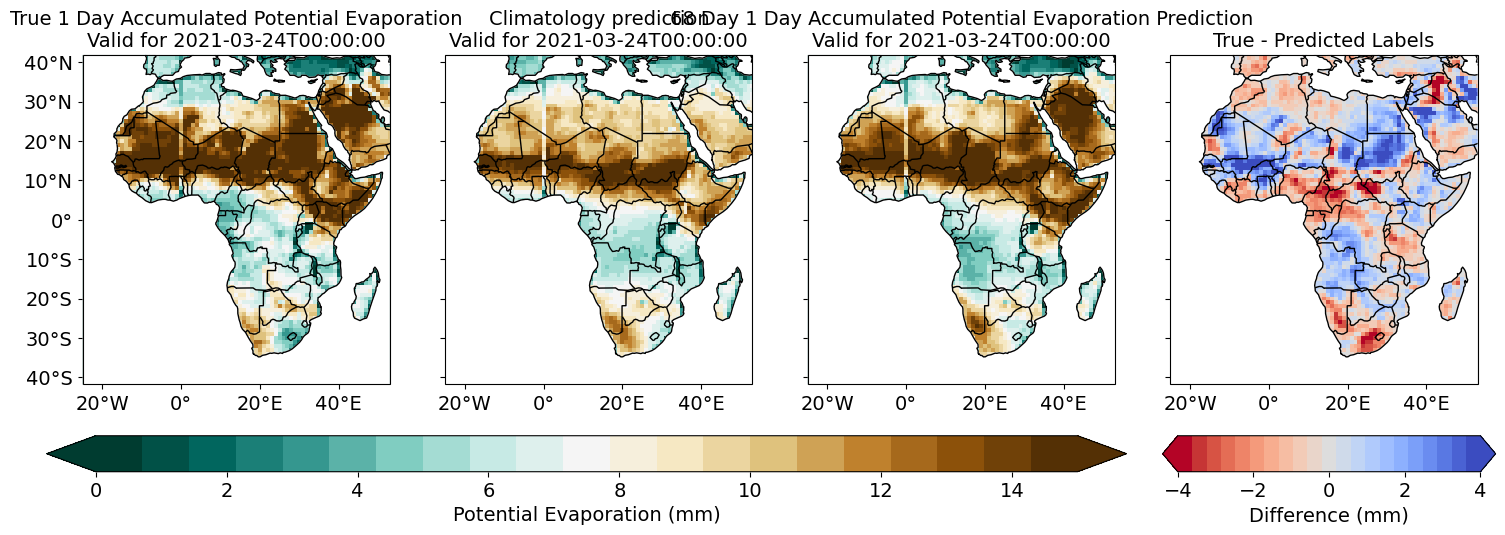 True 1 Day Accumulated Potential Evaporation
Valid for 2021-03-24T00:00:00
Climatology prediction
Valid for 2021-03-24T00:00:00
68 Day 1 Day Accumulated Potential Evaporation Prediction
Valid for 2021-03-24T00:00:00
True - Predicted Labels
40°N
30°N
20°N
10°N
0°
10°S
20°S
30°S
40°S
20°W 0° 20°E 40°E
20°W 0° 20°E 40°E
20°W 0° 20°E 40°E
20°W 0° 20°E 40°E
0 2 4 6 8 10 12 14
Potential Evaporation (mm)
−4 −2 0 2 4
Difference (mm)